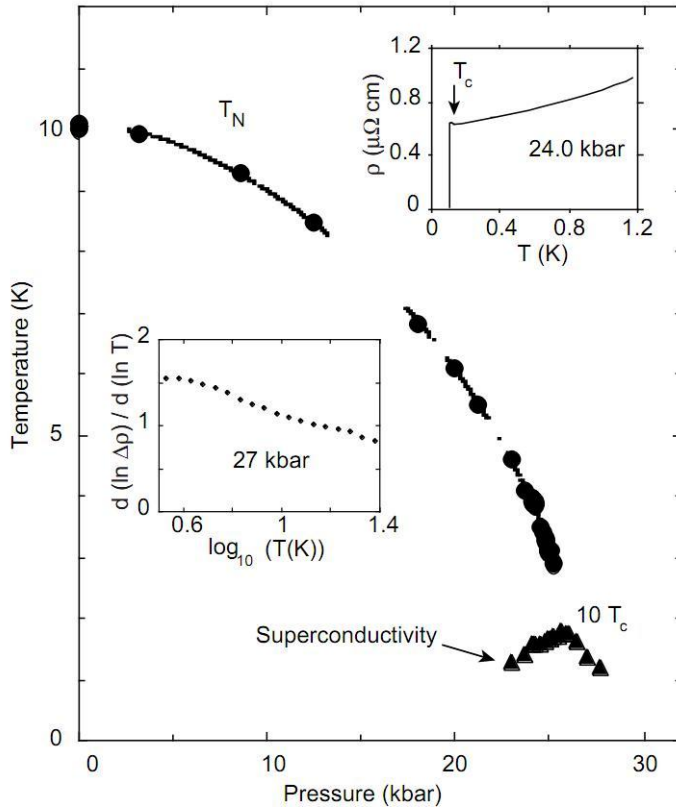 T_N
10
5
0
Temperature (K)
0
10
20
30
Pressure (kbar)
1.2
0.8
0.4
0
ρ (μΩ cm)
T_c
24.0 kbar
0 0.4 0.8 1.2
T (K)
2
1
0
d (ln Δρ) / d (ln T)
27 kbar
0.6 1 1.4
log_10 (T(K))
10 T_c
Superconductivity